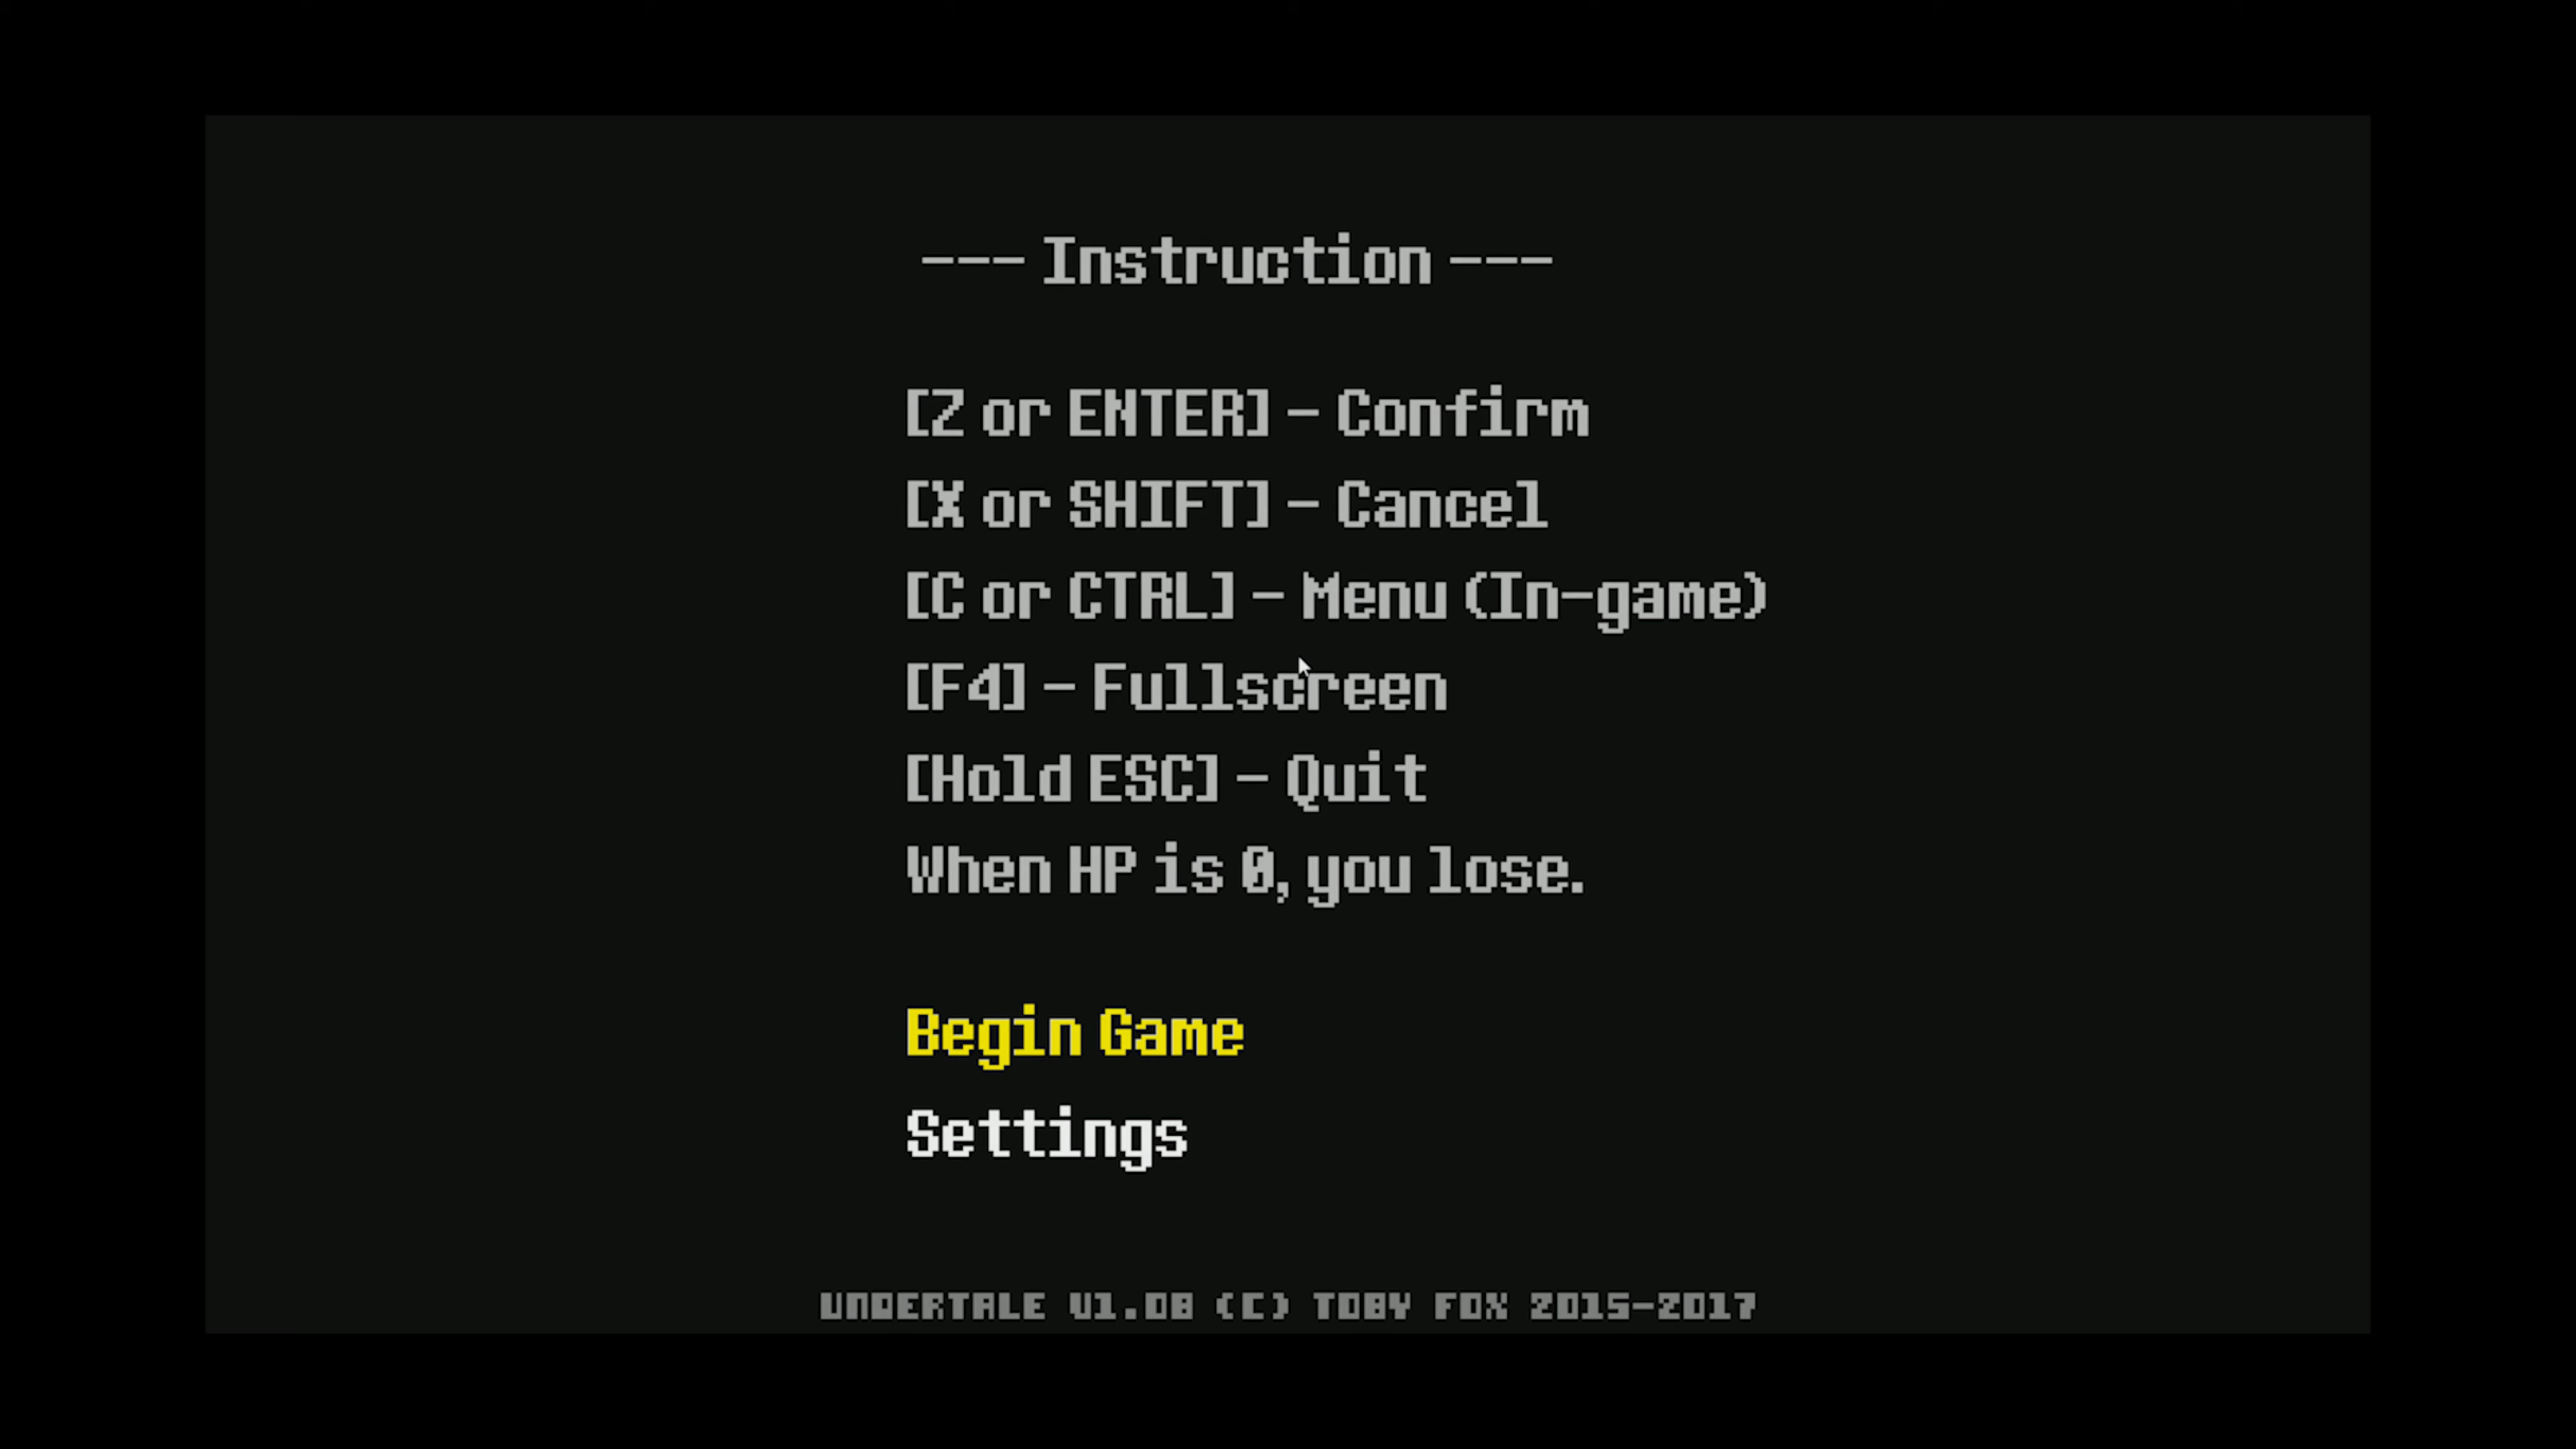 --- Instruction ---
[Z or ENTER] - Confirm
[X or SHIFT] - Cancel
[C or CTRL] - Menu (In-game)
[F4] - Fullscreen
[Hold ESC] - Quit
When HP is 0, you lose.
Begin Game
Settings
UNDERTALE V1.08 (C) TOBY FOX 2015-2017